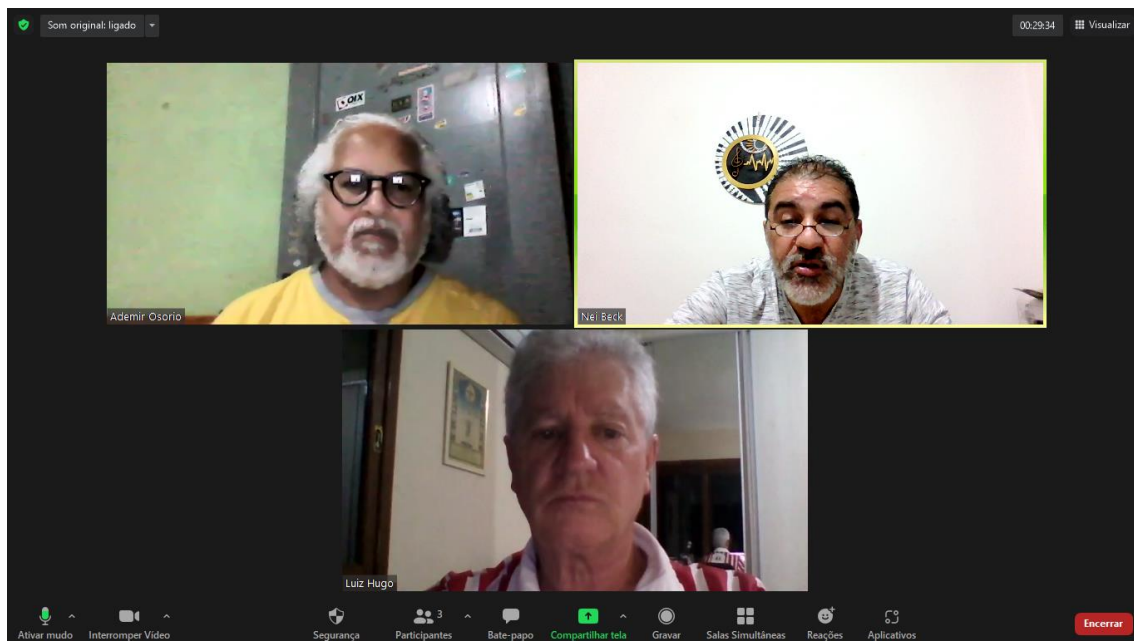 Som original: ligado
00:29:34
Visualizar
OIX
Ademir Osorio
Nei Beck
Luiz Hugo
Ativar mudo
Interromper Vídeo
Segurança
3
Participantes
Bate-papo
Compartilhar tela
Gravar
Salas Simultâneas
Reações
Aplicativos
Encerrar